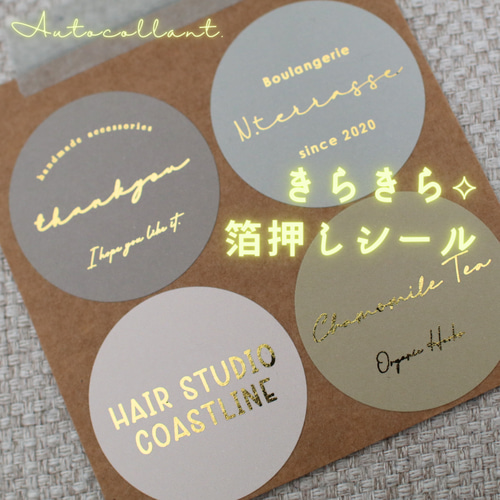 Autocollant.
handmade accessories
thankyou
I hope you like it.
Boulangerie
N.terrasse.
since 2020
きらきら✧
箔押しシール
Chamomile Tea
Organic Herbs
HAIR STUDIO
COASTLINE